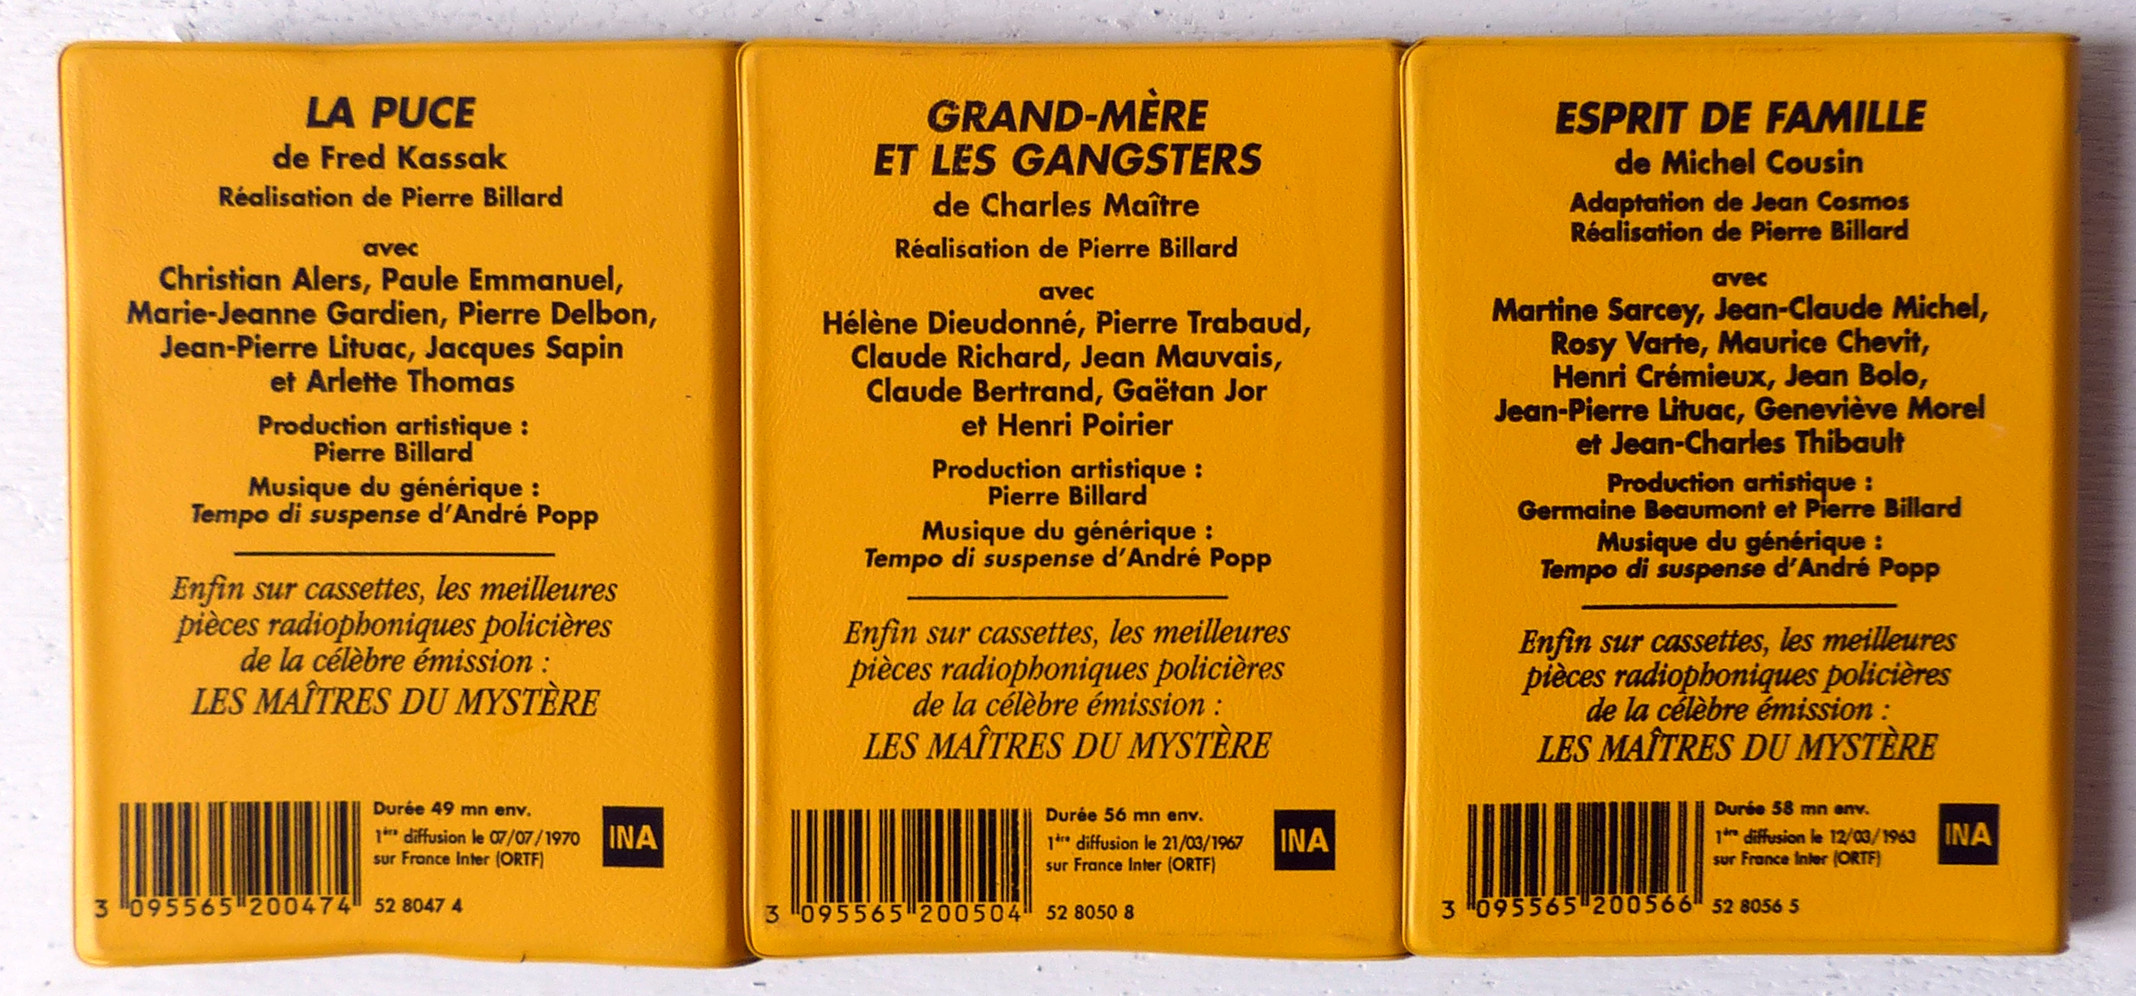 LA PUCE
de Fred Kassak
Réalisation de Pierre Billard
avec
Christian Alers, Paule Emmanuel,
Marie-Jeanne Gardien, Pierre Delbon,
Jean-Pierre Lituac, Jacques Sapin
et Arlette Thomas
Production artistique :
Pierre Billard
Musique du générique :
Tempo di suspense d'André Popp
Enfin sur cassettes, les meilleures
pièces radiophoniques policières
de la célèbre émission :
LES MAÎTRES DU MYSTÈRE
Durée 49 mn env.
1ère diffusion le 07/07/1970
sur France Inter (ORTF)
INA
3 095565 200474
52 8047 4
GRAND-MÈRE
ET LES GANGSTERS
de Charles Maître
Réalisation de Pierre Billard
avec
Hélène Dieudonné, Pierre Trabaud,
Claude Richard, Jean Mauvais,
Claude Bertrand, Gaëtan Jor
et Henri Poirier
Production artistique :
Pierre Billard
Musique du générique :
Tempo di suspense d'André Popp
Enfin sur cassettes, les meilleures
pièces radiophoniques policières
de la célèbre émission :
LES MAÎTRES DU MYSTÈRE
Durée 56 mn env.
1ère diffusion le 21/03/1967
sur France Inter (ORTF)
INA
3 095565 200504
52 8050 8
ESPRIT DE FAMILLE
de Michel Cousin
Adaptation de Jean Cosmos
Réalisation de Pierre Billard
avec
Martine Sarcey, Jean-Claude Michel,
Rosy Varte, Maurice Chevit,
Henri Crémieux, Jean Bolo,
Jean-Pierre Lituac, Geneviève Morel
et Jean-Charles Thibault
Production artistique :
Germaine Beaumont et Pierre Billard
Musique du générique :
Tempo di suspense d'André Popp
Enfin sur cassettes, les meilleures
pièces radiophoniques policières
de la célèbre émission :
LES MAÎTRES DU MYSTÈRE
Durée 58 mn env.
1ère diffusion le 12/03/1963
sur France Inter (ORTF)
INA
3 095565 200566
52 8056 5